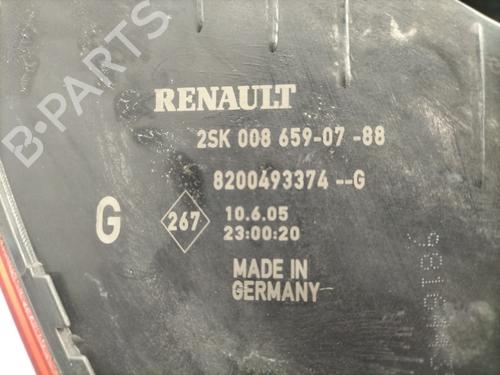 B-PARTS
RENAULT
2SK 008 659-07 -88
8200493374 --G
G
267
10.6.05
23:00:20
MADE IN
GERMANY